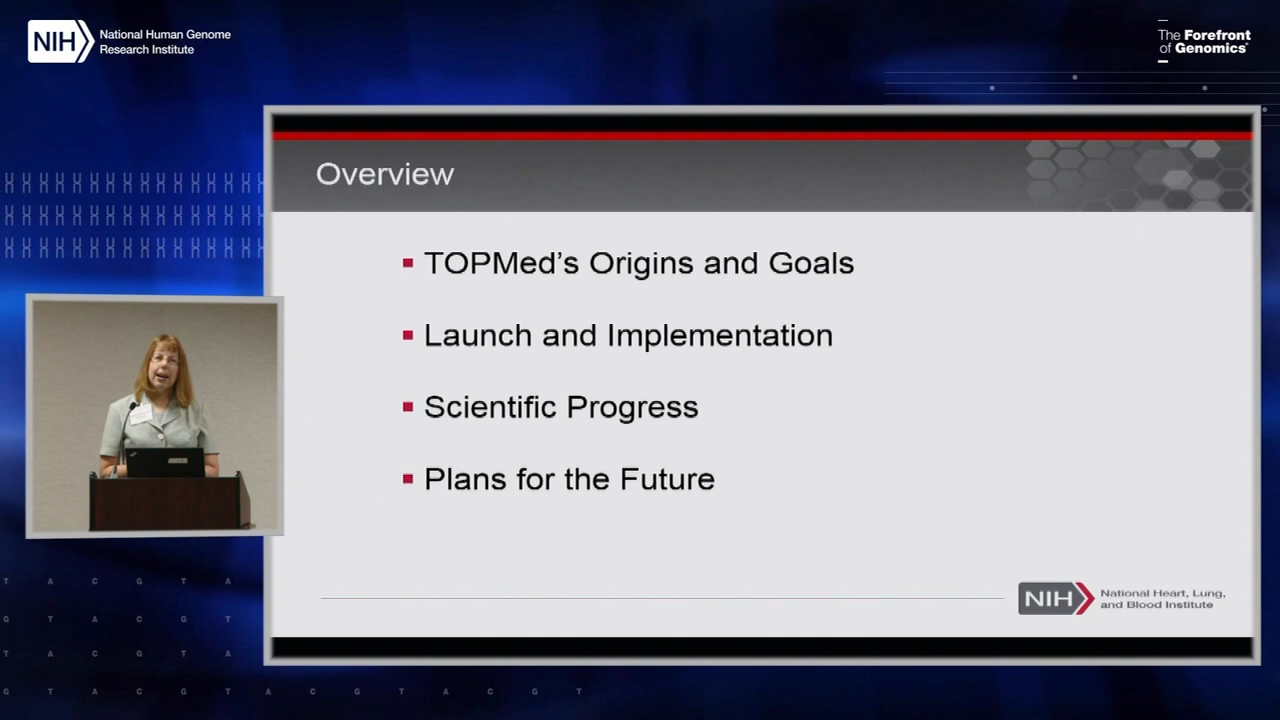 NIH
National Human Genome
Research Institute
The Forefront
of Genomics®
Overview
TOPMed's Origins and Goals
Launch and Implementation
Scientific Progress
Plans for the Future
NIH
National Heart, Lung,
and Blood Institute
T A C G T A
G T A C G T
T A C G T A
G T A C G T A C G T A C G T